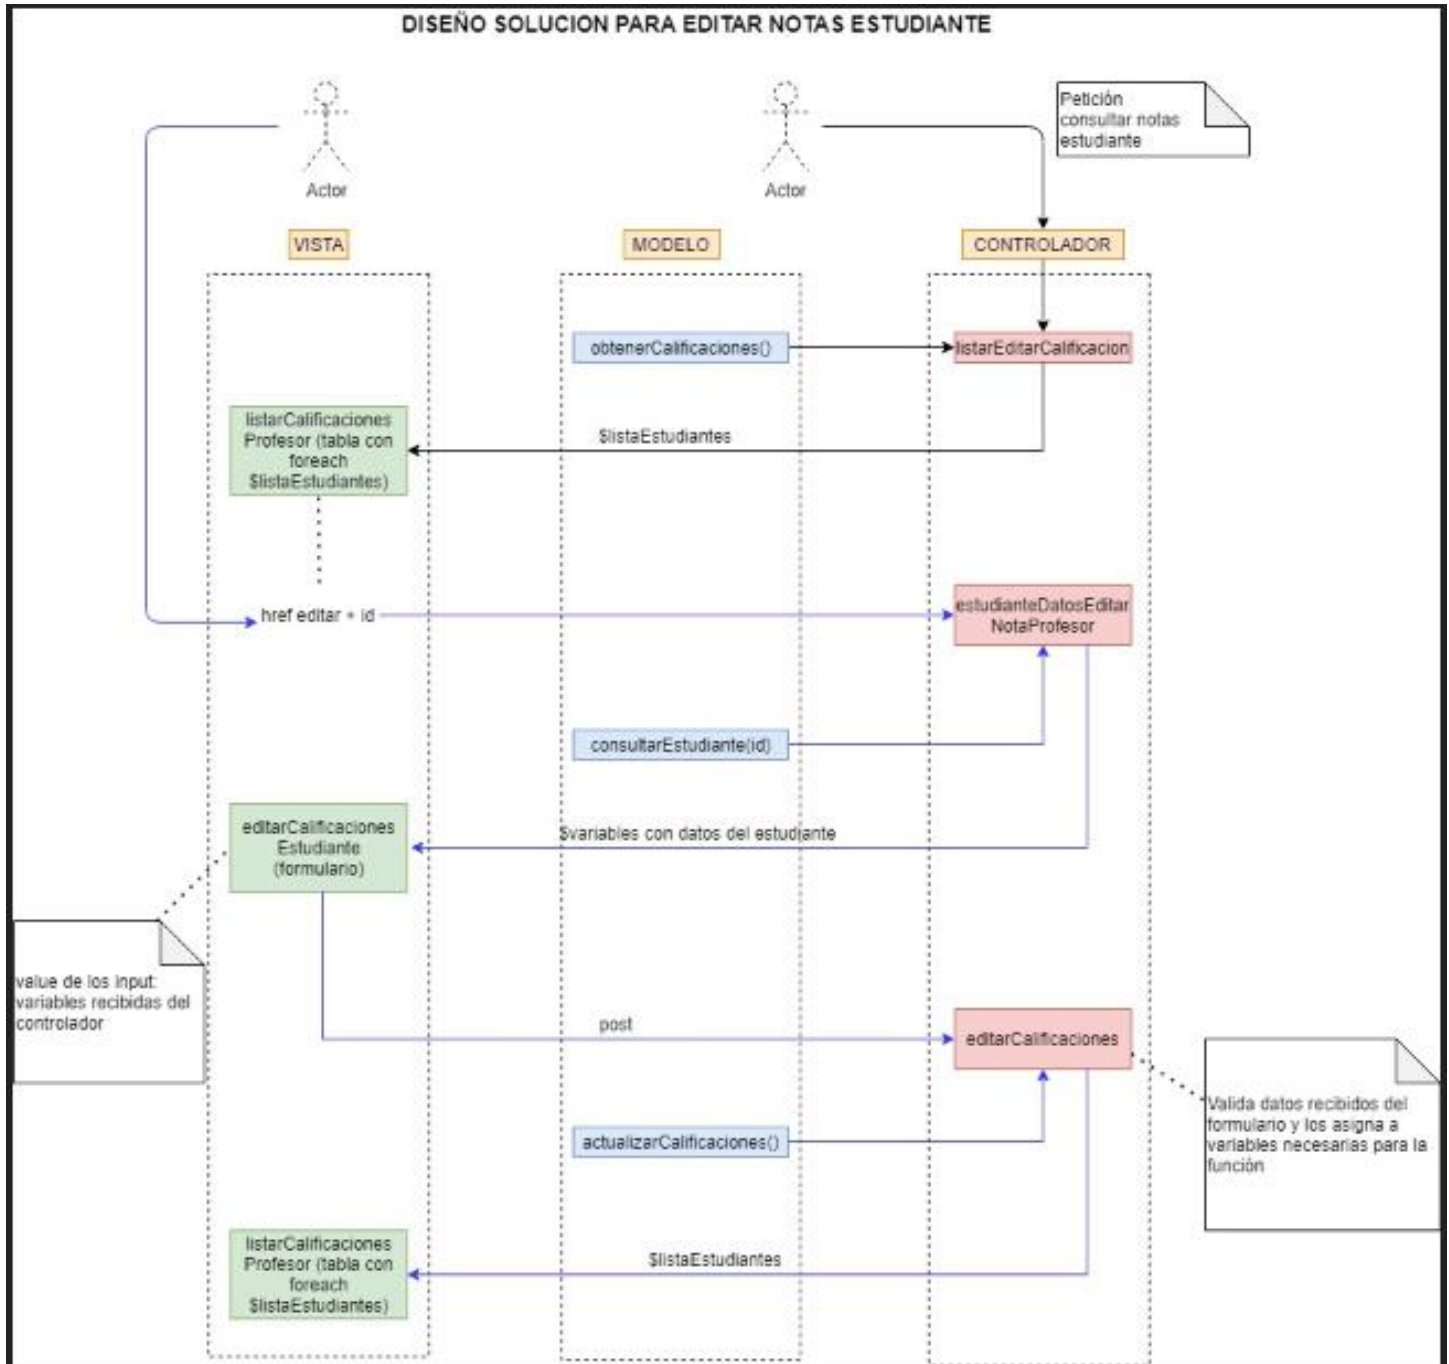 DISEÑO SOLUCION PARA EDITAR NOTAS ESTUDIANTE
Petición
consultar notas
estudiante
Actor
Actor
VISTA
MODELO
CONTROLADOR
obtenerCalificaciones()
listarEditarCalificacion
listarCalificaciones
Profesor (tabla con
foreach
$listaEstudiantes)
$listaEstudiantes
href editar + id
estudianteDatosEditar
NotaProfesor
consultarEstudiante(id)
editarCalificaciones
Estudiante
(formulario)
$variables con datos del estudiante
value de los input:
variables recibidas del
controlador
post
editarCalificaciones
Valida datos recibidos del
formulario y los asigna a
variables necesarias para la
función
actualizarCalificaciones()
listarCalificaciones
Profesor (tabla con
foreach
$listaEstudiantes)
$listaEstudiantes